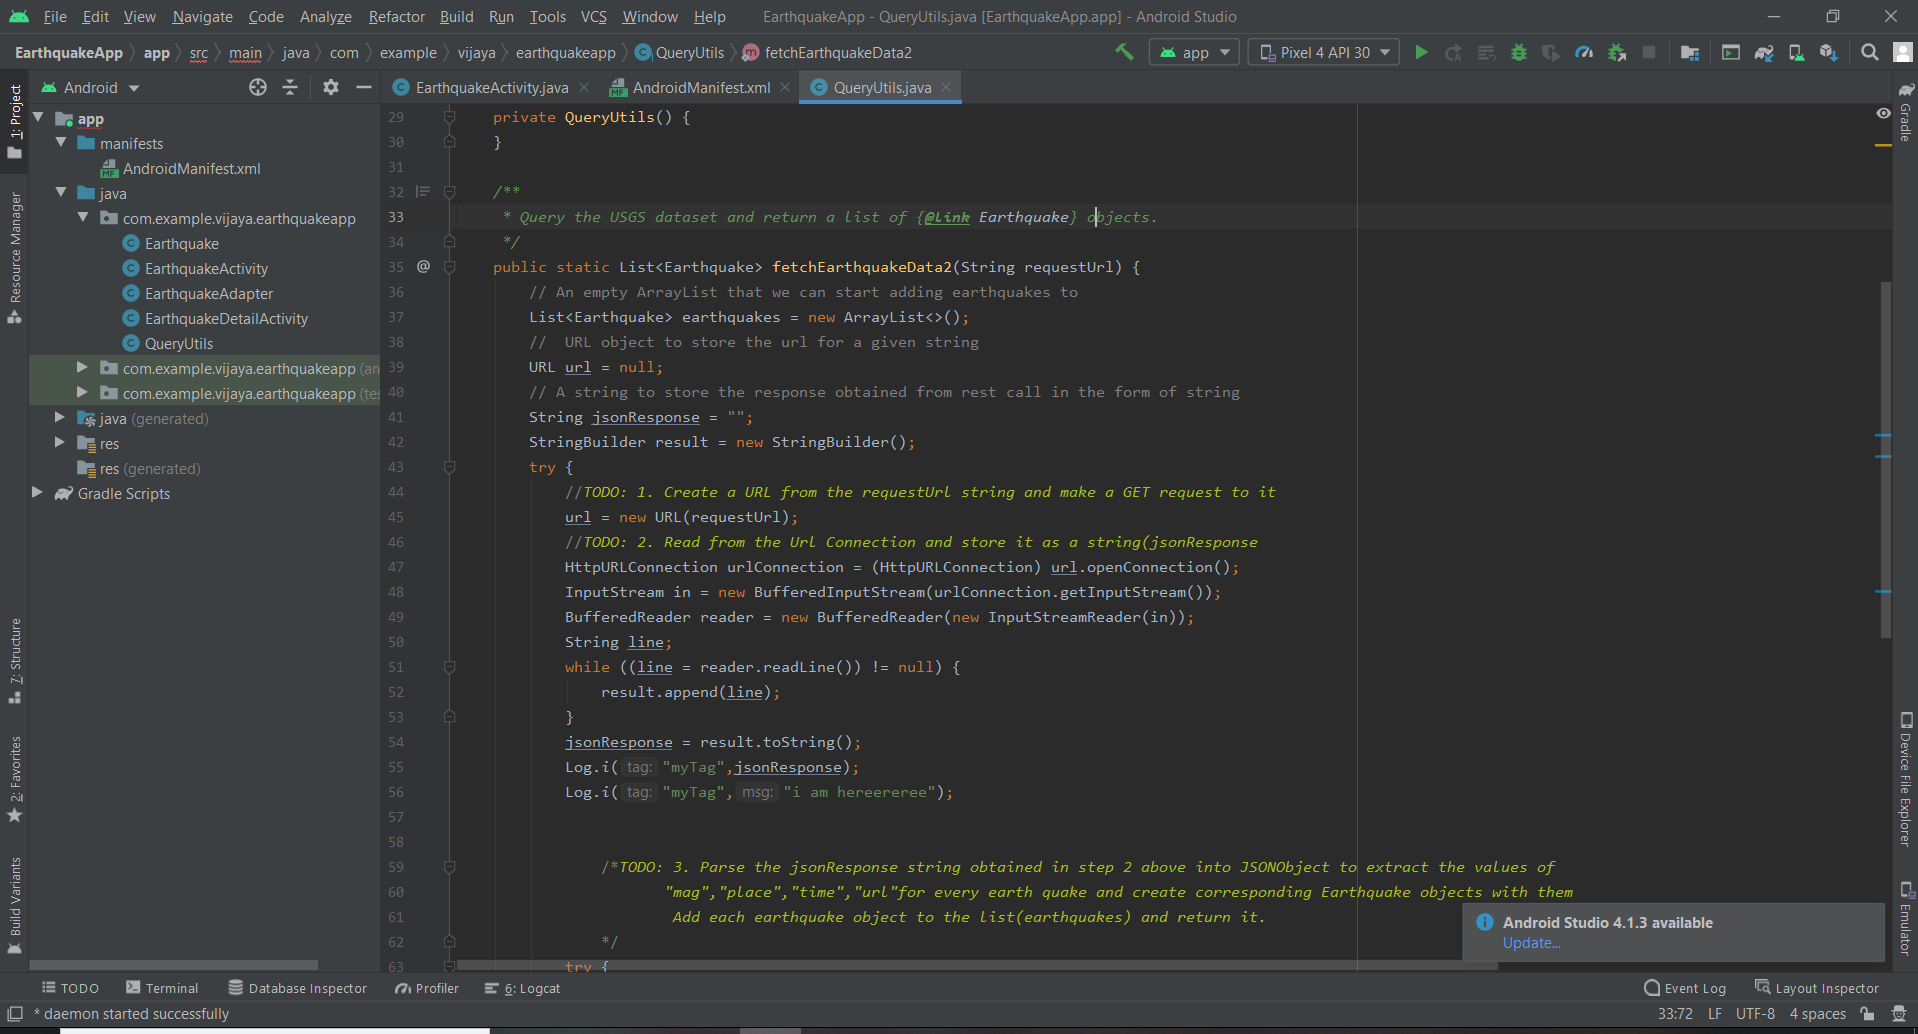 File Edit View Navigate Code Analyze Refactor Build Run Tools VCS Window Help EarthquakeApp - QueryUtils.java [EarthquakeApp.app] - Android Studio
EarthquakeApp app src main java com example vijaya earthquakeapp QueryUtils fetchEarthquakeData2 app Pixel 4 API 30
Android EarthquakeActivity.java AndroidManifest.xml QueryUtils.java
1: Project
Resource Manager
7: Structure
2: Favorites
Build Variants
app
manifests
AndroidManifest.xml
java
com.example.vijaya.earthquakeapp
Earthquake
EarthquakeActivity
EarthquakeAdapter
EarthquakeDetailActivity
QueryUtils
com.example.vijaya.earthquakeapp (an
com.example.vijaya.earthquakeapp (tes
java (generated)
res
res (generated)
Gradle Scripts
29 private QueryUtils() {
30 }
31
32 /**
33 * Query the USGS dataset and return a list of {@link Earthquake} objects.
34 */
35 @ public static List<Earthquake> fetchEarthquakeData2(String requestUrl) {
36 // An empty ArrayList that we can start adding earthquakes to
37 List<Earthquake> earthquakes = new ArrayList<>();
38 //  URL object to store the url for a given string
39 URL url = null;
40 // A string to store the response obtained from rest call in the form of string
41 String jsonResponse = "";
42 StringBuilder result = new StringBuilder();
43 try {
44 //TODO: 1. Create a URL from the requestUrl string and make a GET request to it
45 url = new URL(requestUrl);
46 //TODO: 2. Read from the Url Connection and store it as a string(jsonResponse
47 HttpURLConnection urlConnection = (HttpURLConnection) url.openConnection();
48 InputStream in = new BufferedInputStream(urlConnection.getInputStream());
49 BufferedReader reader = new BufferedReader(new InputStreamReader(in));
50 String line;
51 while ((line = reader.readLine()) != null) {
52 result.append(line);
53 }
54 jsonResponse = result.toString();
55 Log.i( tag: "myTag",jsonResponse);
56 Log.i( tag: "myTag", msg: "i am hereereree");
57
58
59 /*TODO: 3. Parse the jsonResponse string obtained in step 2 above into JSONObject to extract the values of
60 "mag","place","time","url"for every earth quake and create corresponding Earthquake objects with them
61 Add each earthquake object to the list(earthquakes) and return it.
62 */
63 try {
Gradle
Device File Explorer
Emulator
Android Studio 4.1.3 available
Update...
TODO Terminal Database Inspector Profiler 6: Logcat Event Log Layout Inspector
* daemon started successfully 33:72 LF UTF-8 4 spaces